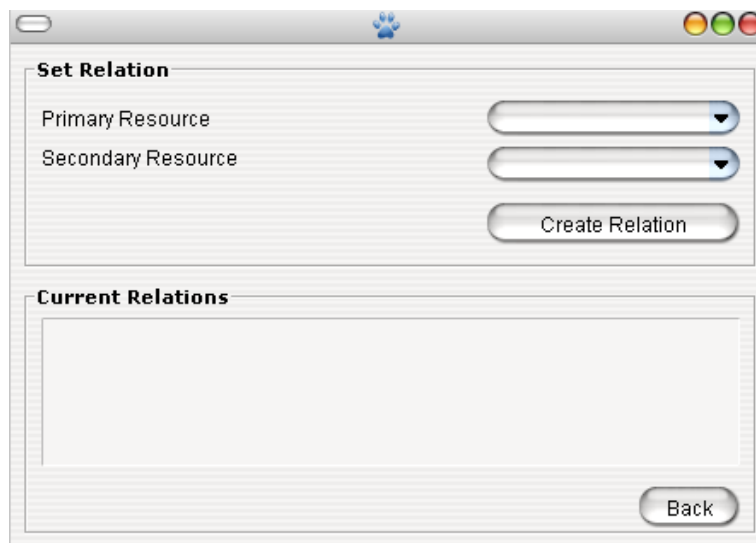 Set Relation
Primary Resource
Secondary Resource
Create Relation
Current Relations
Back